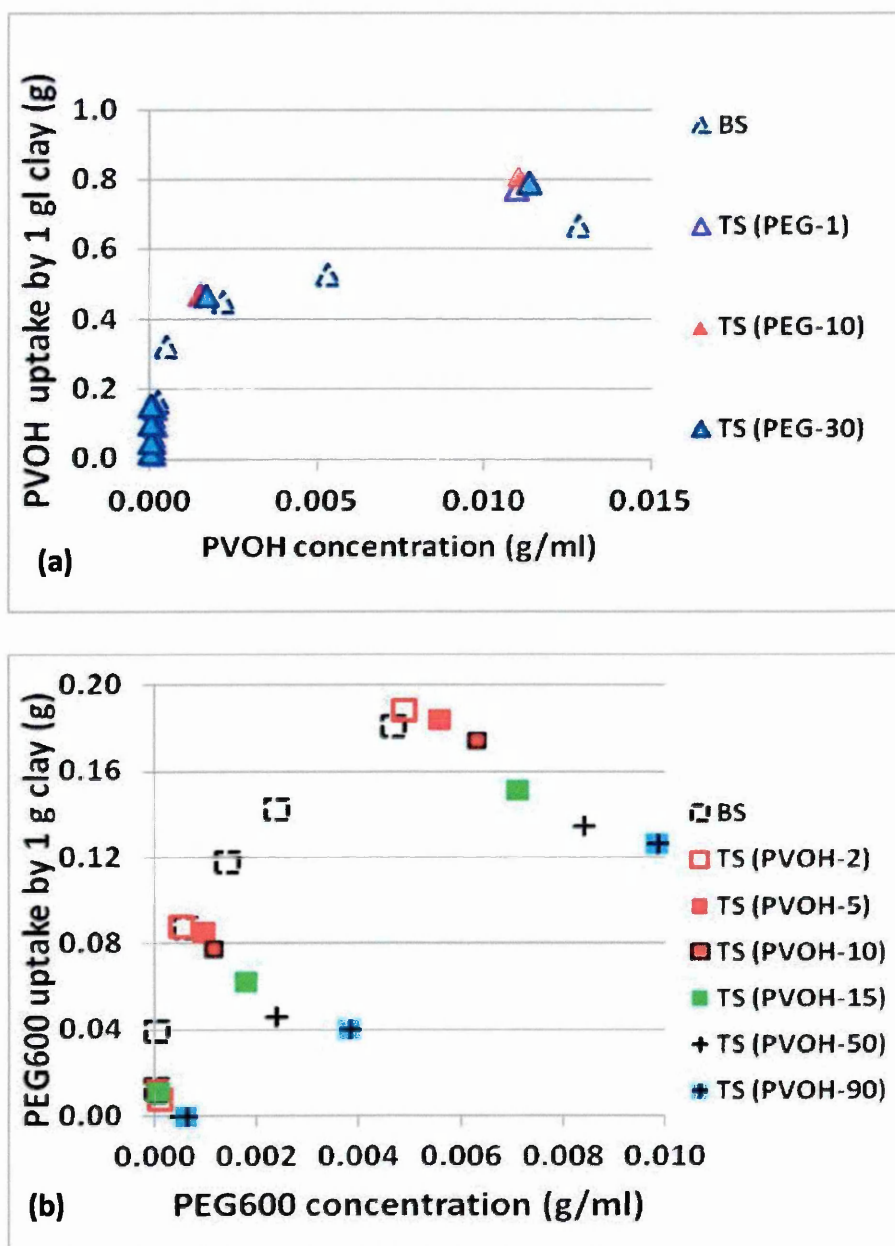 PVOH uptake by 1 gl clay (g)
1.0
0.8
0.6
0.4
0.2
0.0
0.000 0.005 0.010 0.015
PVOH concentration (g/ml)
(a)
BS
TS (PEG-1)
TS (PEG-10)
TS (PEG-30)
PEG600 uptake by 1 g clay (g)
0.20
0.16
0.12
0.08
0.04
0.00
0.000 0.002 0.004 0.006 0.008 0.010
PEG600 concentration (g/ml)
(b)
BS
TS (PVOH-2)
TS (PVOH-5)
TS (PVOH-10)
TS (PVOH-15)
TS (PVOH-50)
TS (PVOH-90)